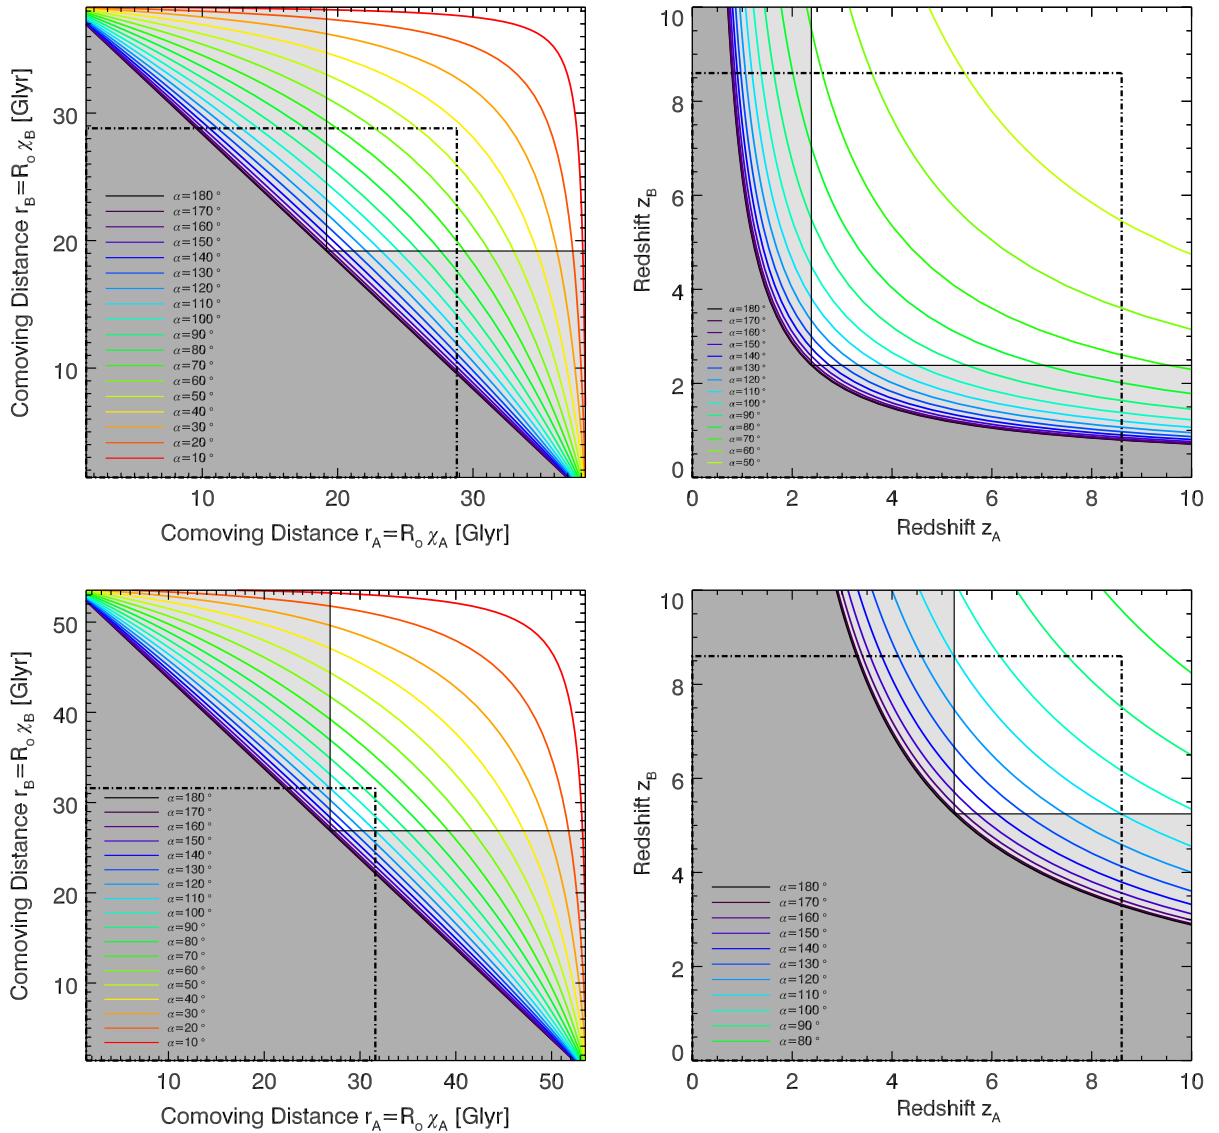 Comoving Distance r_B=R_o χ_B [Glyr]
30
20
10
α=180°
α=170°
α=160°
α=150°
α=140°
α=130°
α=120°
α=110°
α=100°
α=90°
α=80°
α=70°
α=60°
α=50°
α=40°
α=30°
α=20°
α=10°
10 20 30
Comoving Distance r_A=R_o χ_A [Glyr]
Redshift z_B
10
8
6
4
2
0
α=180°
α=170°
α=160°
α=150°
α=140°
α=130°
α=120°
α=110°
α=100°
α=90°
α=80°
α=70°
α=60°
α=50°
0 2 4 6 8 10
Redshift z_A
Comoving Distance r_B=R_o χ_B [Glyr]
50
40
30
20
10
α=180°
α=170°
α=160°
α=150°
α=140°
α=130°
α=120°
α=110°
α=100°
α=90°
α=80°
α=70°
α=60°
α=50°
α=40°
α=30°
α=20°
α=10°
10 20 30 40 50
Comoving Distance r_A=R_o χ_A [Glyr]
Redshift z_B
10
8
6
4
2
0
α=180°
α=170°
α=160°
α=150°
α=140°
α=130°
α=120°
α=110°
α=100°
α=90°
α=80°
0 2 4 6 8 10
Redshift z_A